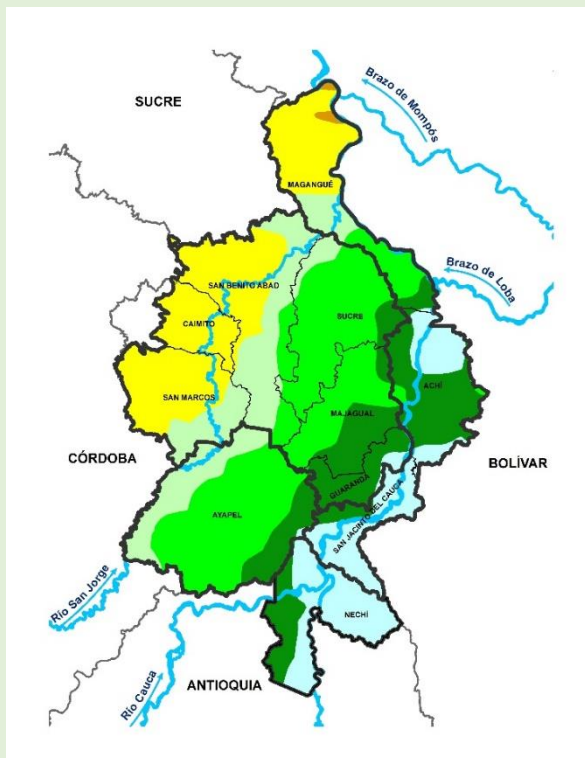 SUCRE
Brazo de Mompós
MAGANGUÉ
Brazo de Loba
SAN BENITO ABAD
SUCRE
CAIMITO
ACHÍ
SAN MARCOS
MAJAGUAL
CÓRDOBA
BOLÍVAR
GUARANDA
AYAPEL
SAN JACINTO DEL CAUCA
Río San Jorge
NECHÍ
ANTIOQUIA
Río Cauca